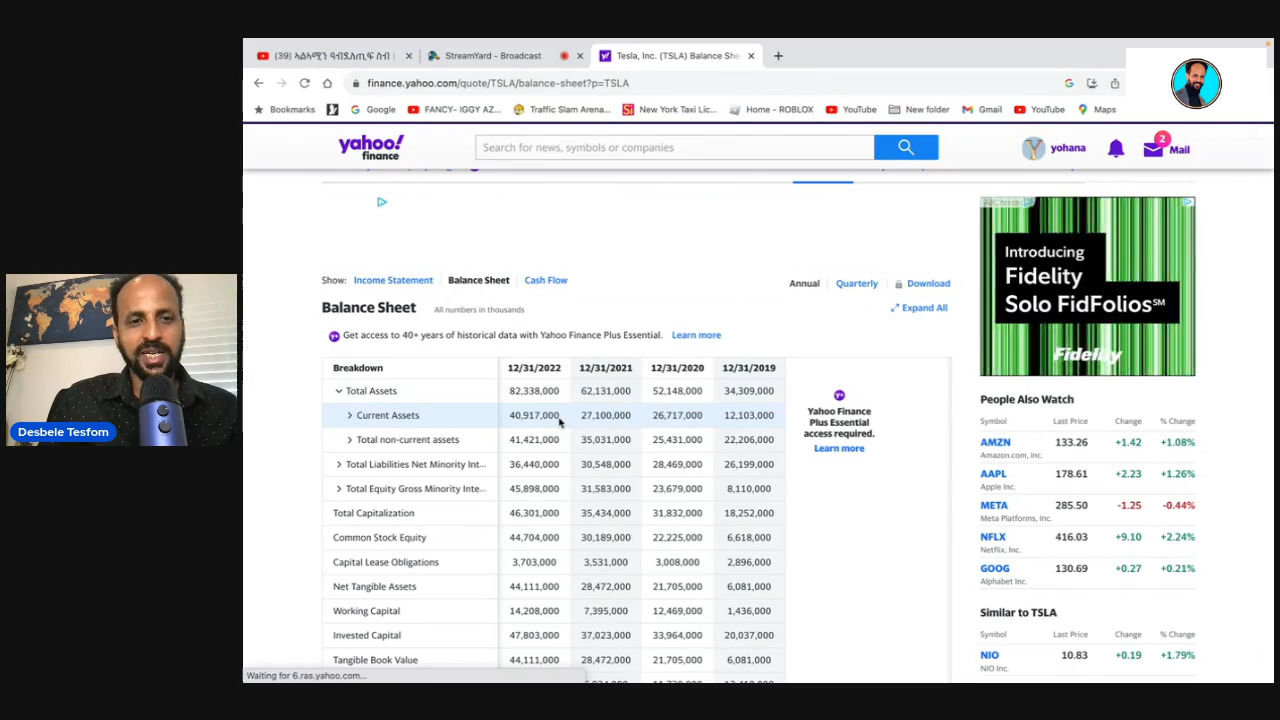 (39) ኣልኣሚን ዓብደለጢፍ ስብ (
StreamYard - Broadcast
Tesla, Inc. (TSLA) Balance She
finance.yahoo.com/quote/TSLA/balance-sheet?p=TSLA
Bookmarks
Google
FANCY- IGGY AZ...
Traffic Slam Arena...
New York Taxi Lic...
Home - ROBLOX
YouTube
New folder
Gmail
YouTube
Maps
yahoo!
finance
Search for news, symbols or companies
yohana
2
Mail
Show: Income Statement Balance Sheet Cash Flow
Annual Quarterly Download
Balance Sheet All numbers in thousands
Expand All
Get access to 40+ years of historical data with Yahoo Finance Plus Essential. Learn more
Breakdown 12/31/2022 12/31/2021 12/31/2020 12/31/2019
Total Assets 82,338,000 62,131,000 52,148,000 34,309,000
Current Assets 40,917,000 27,100,000 26,717,000 12,103,000
Total non-current assets 41,421,000 35,031,000 25,431,000 22,206,000
Total Liabilities Net Minority Int... 36,440,000 30,548,000 28,469,000 26,199,000
Total Equity Gross Minority Inte... 45,898,000 31,583,000 23,679,000 8,110,000
Total Capitalization 46,301,000 35,434,000 31,832,000 18,252,000
Common Stock Equity 44,704,000 30,189,000 22,225,000 6,618,000
Capital Lease Obligations 3,703,000 3,531,000 3,008,000 2,896,000
Net Tangible Assets 44,111,000 28,472,000 21,705,000 6,081,000
Working Capital 14,208,000 7,395,000 12,469,000 1,436,000
Invested Capital 47,803,000 37,023,000 33,964,000 20,037,000
Tangible Book Value 44,111,000 28,472,000 21,705,000 6,081,000
Waiting for 6.ras.yahoo.com...
Yahoo Finance
Plus Essential
access required.
Learn more
AdChoices
Introducing
Fidelity
Solo FidFolios℠
Fidelity
People Also Watch
Symbol Last Price Change % Change
AMZN 133.26 +1.42 +1.08%
Amazon.com, Inc.
AAPL 178.61 +2.23 +1.26%
Apple Inc.
META 285.50 -1.25 -0.44%
Meta Platforms, Inc.
NFLX 416.03 +9.10 +2.24%
Netflix, Inc.
GOOG 130.69 +0.27 +0.21%
Alphabet Inc.
Similar to TSLA
Symbol Last Price Change % Change
NIO 10.83 +0.19 +1.79%
NIO Inc.
Desbele Tesfom